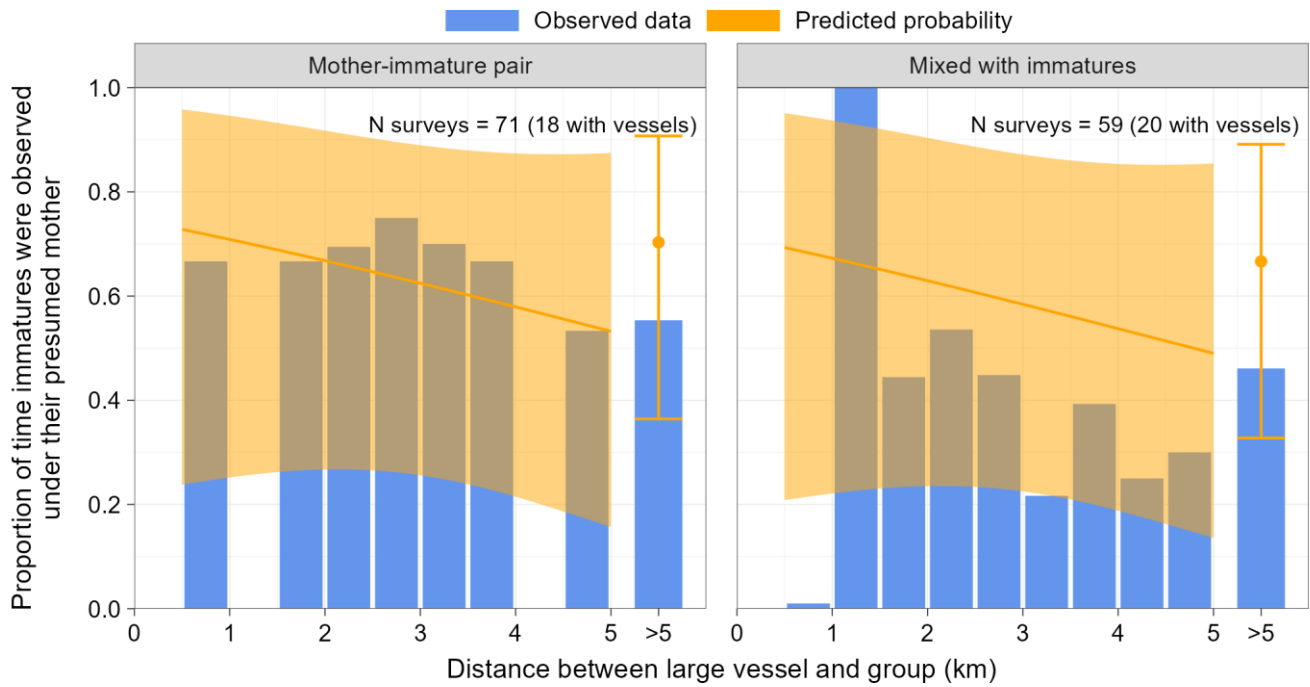 Observed data Predicted probability
Mother-immature pair Mixed with immatures
Proportion of time immatures were observed
under their presumed mother
1.0
0.8
0.6
0.4
0.2
0.0
N surveys = 71 (18 with vessels)
N surveys = 59 (20 with vessels)
0 1 2 3 4 5 >5
0 1 2 3 4 5 >5
Distance between large vessel and group (km)